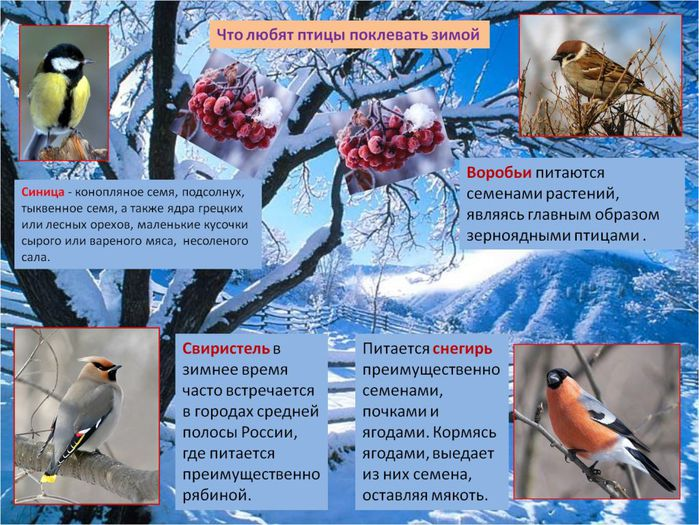 Что любят птицы поклевать зимой
Синица - конопляное семя, подсолнух,
тыквенное семя, а также ядра грецких
или лесных орехов, маленькие кусочки
сырого или вареного мяса, несоленого
сала.
Воробьи питаются
семенами растений,
являясь главным образом
зерноядными птицами .
Свиристель в
зимнее время
часто встречается
в городах средней
полосы России,
где питается
преимущественно
рябиной.
Питается снегирь
преимущественно
семенами,
почками и
ягодами. Кормясь
ягодами, выедает
из них семена,
оставляя мякоть.